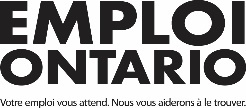 EMPLOI
ONTARIO
Votre emploi vous attend. Nous vous aiderons à le trouver.